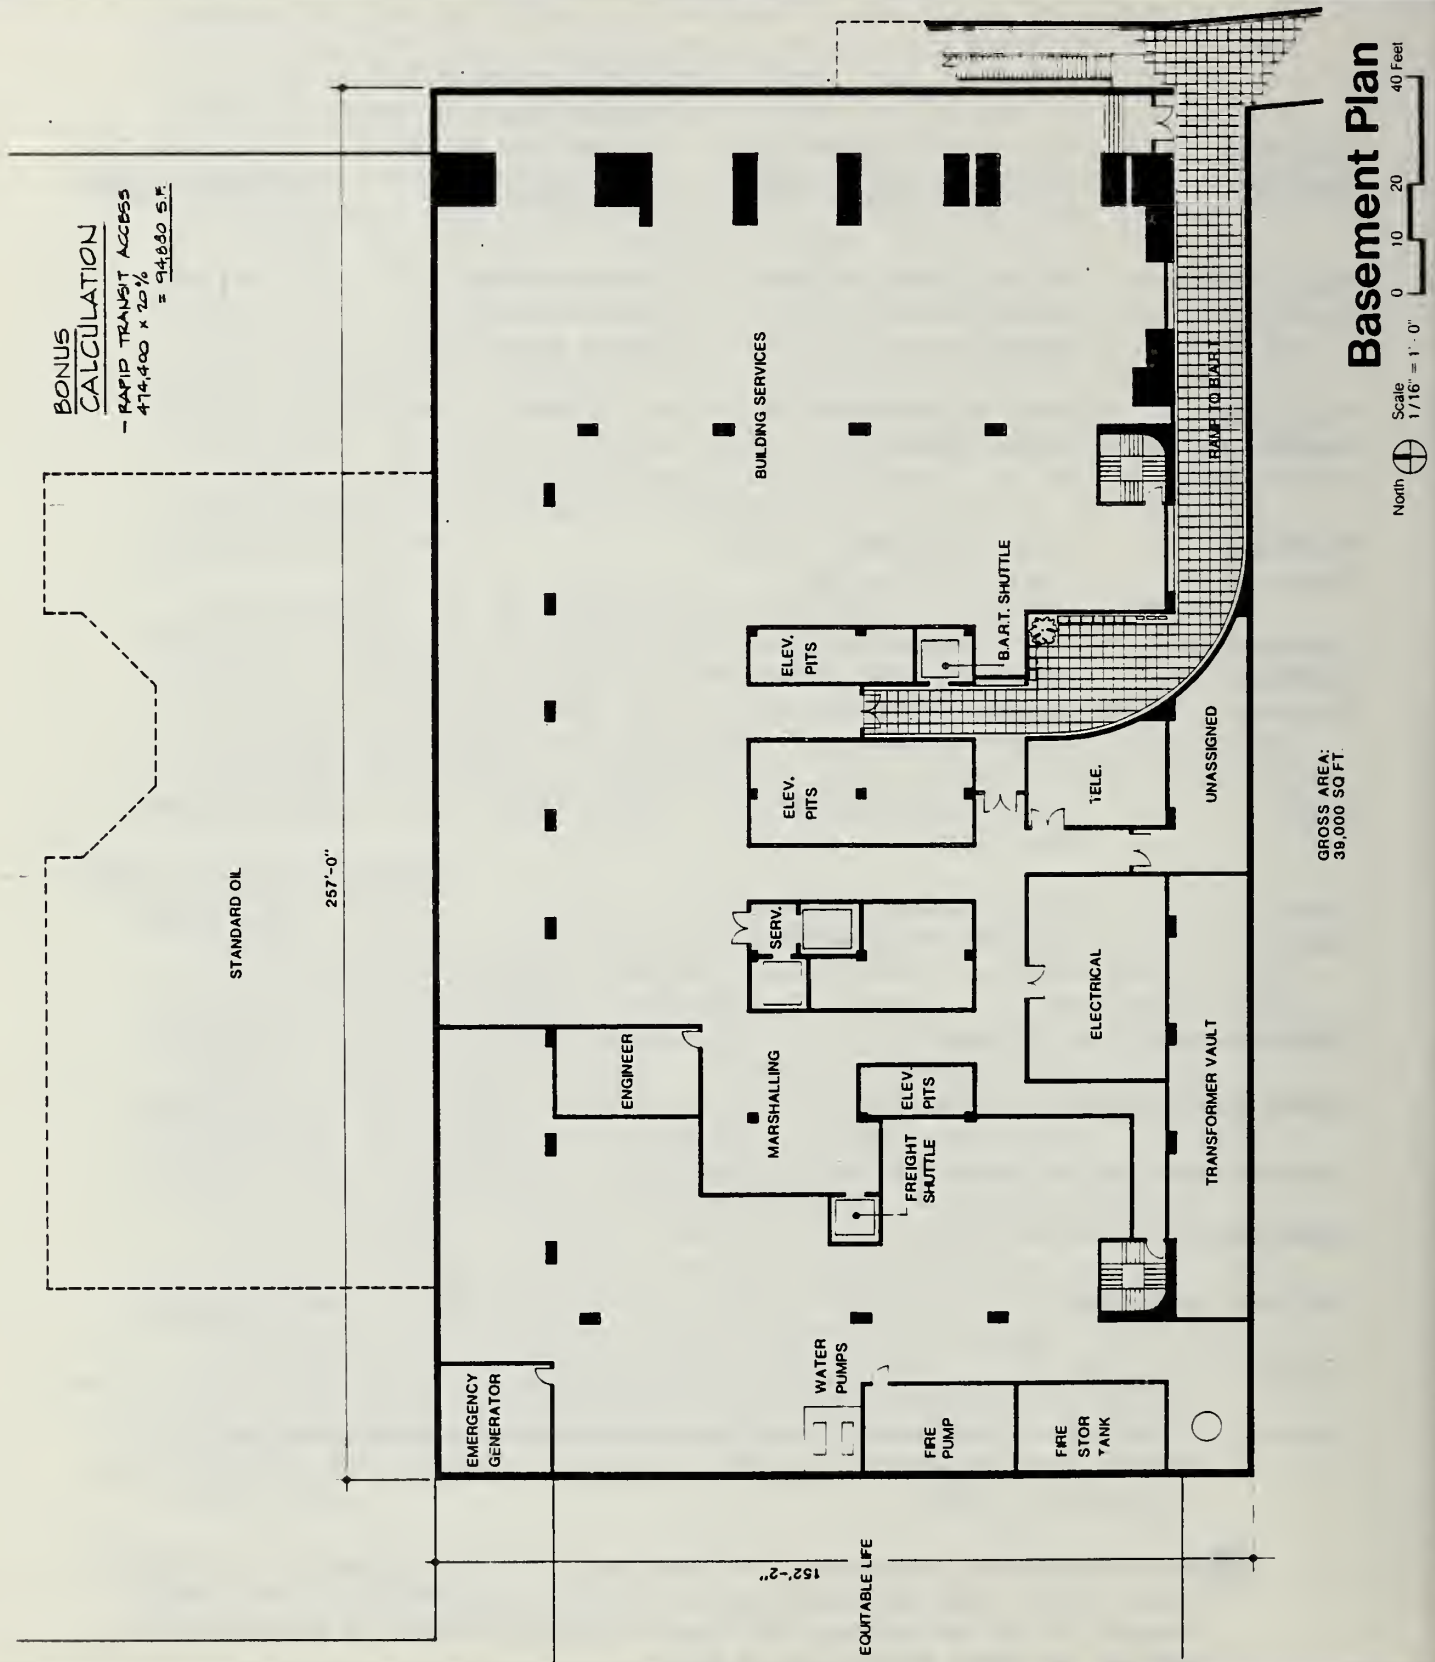 BONUS
CALCULATION
- RAPID TRANSIT ACCESS
474,400 x 20%
= 94,880 S.F.
STANDARD OIL
257'-0"
BUILDING SERVICES
ELEV.
PITS
B.A.R.T. SHUTTLE
RAMP TO B.A.R.T.
ELEV.
PITS
TELE.
UNASSIGNED
SERV.
ELECTRICAL
ENGINEER
MARSHALLING
ELEV.
PITS
FREIGHT
SHUTTLE
TRANSFORMER VAULT
EMERGENCY
GENERATOR
WATER
PUMPS
FIRE
PUMP
FIRE
STOR
TANK
152'-2"
EQUITABLE LIFE
GROSS AREA:
39,000 SQ FT.
Basement Plan
North
Scale
1/16" = 1'-0"
0 10 20 40 Feet